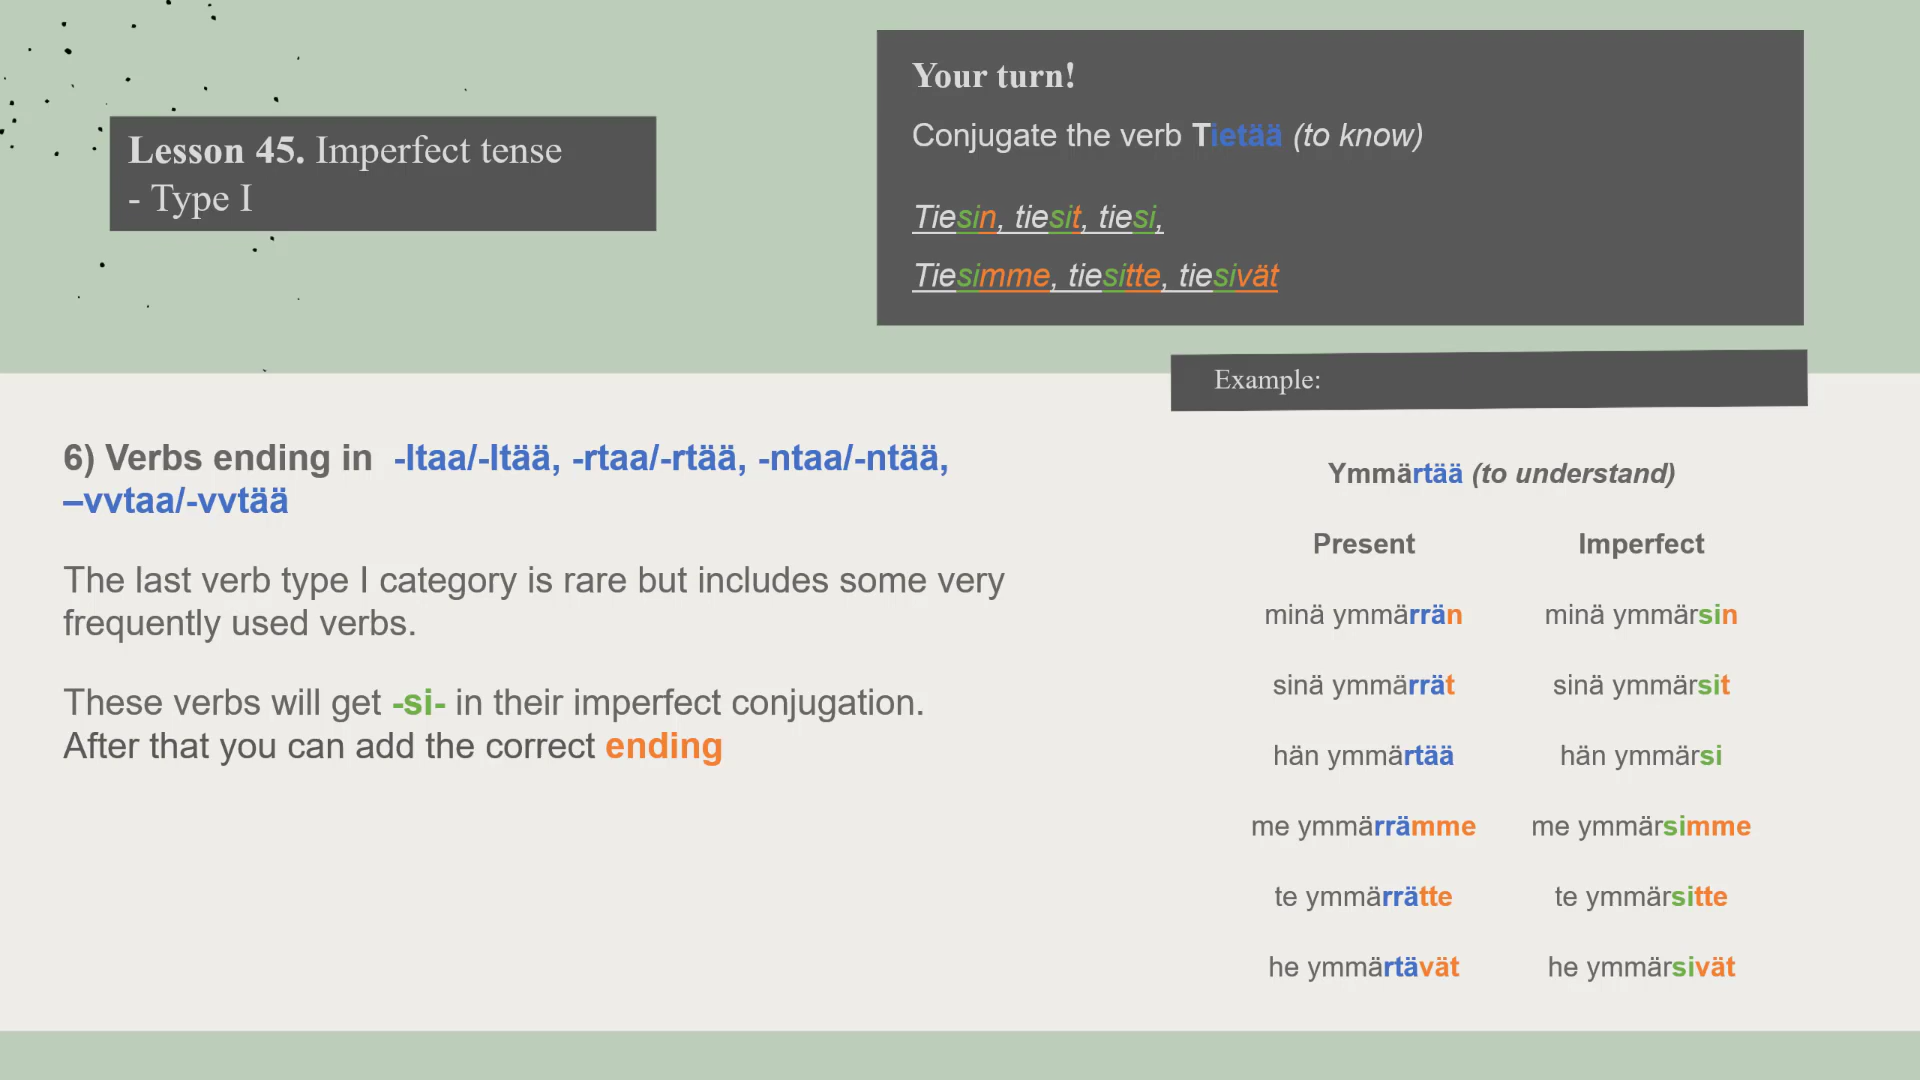 Lesson 45. Imperfect tense
- Type I
Your turn!
Conjugate the verb Tietää (to know)
Tiesin, tiesit, tiesi,
Tiesimme, tiesitte, tiesivät
6) Verbs ending in -ltaa/-ltää, -rtaa/-rtää, -ntaa/-ntää,
–vvtaa/-vvtää
The last verb type I category is rare but includes some very
frequently used verbs.
These verbs will get -si- in their imperfect conjugation.
After that you can add the correct ending
Example:
Ymmärtää (to understand)
Present Imperfect
minä ymmärrän minä ymmärsin
sinä ymmärrät sinä ymmärsit
hän ymmärtää hän ymmärsi
me ymmärrämme me ymmärsimme
te ymmärrätte te ymmärsitte
he ymmärtävät he ymmärsivät